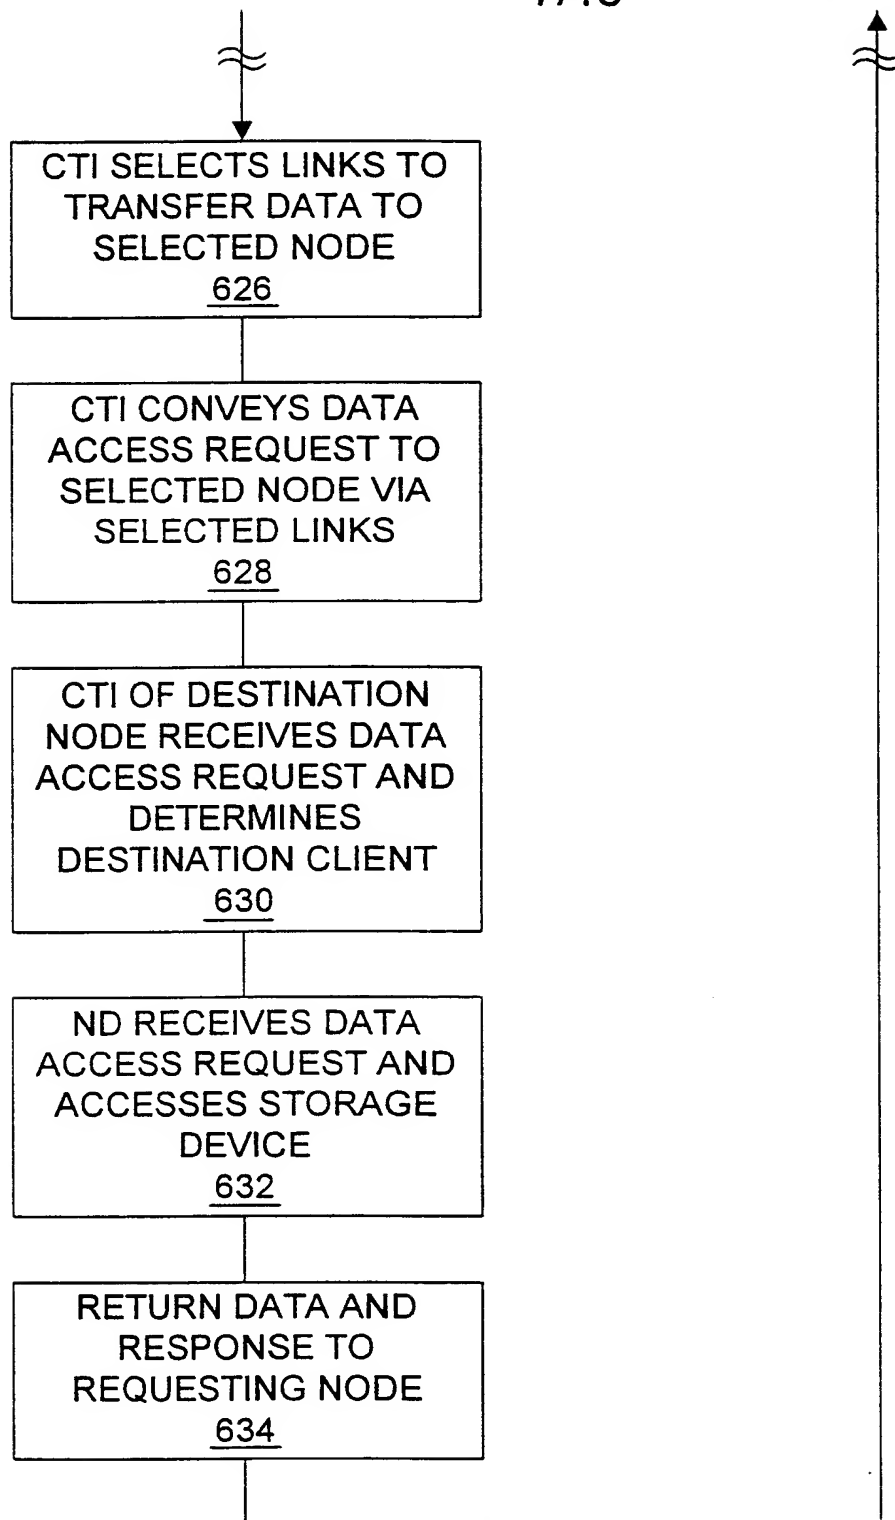 CTI SELECTS LINKS TO
TRANSFER DATA TO
SELECTED NODE
626
CTI CONVEYS DATA
ACCESS REQUEST TO
SELECTED NODE VIA
SELECTED LINKS
628
CTI OF DESTINATION
NODE RECEIVES DATA
ACCESS REQUEST AND
DETERMINES
DESTINATION CLIENT
630
ND RECEIVES DATA
ACCESS REQUEST AND
ACCESSES STORAGE
DEVICE
632
RETURN DATA AND
RESPONSE TO
REQUESTING NODE
634